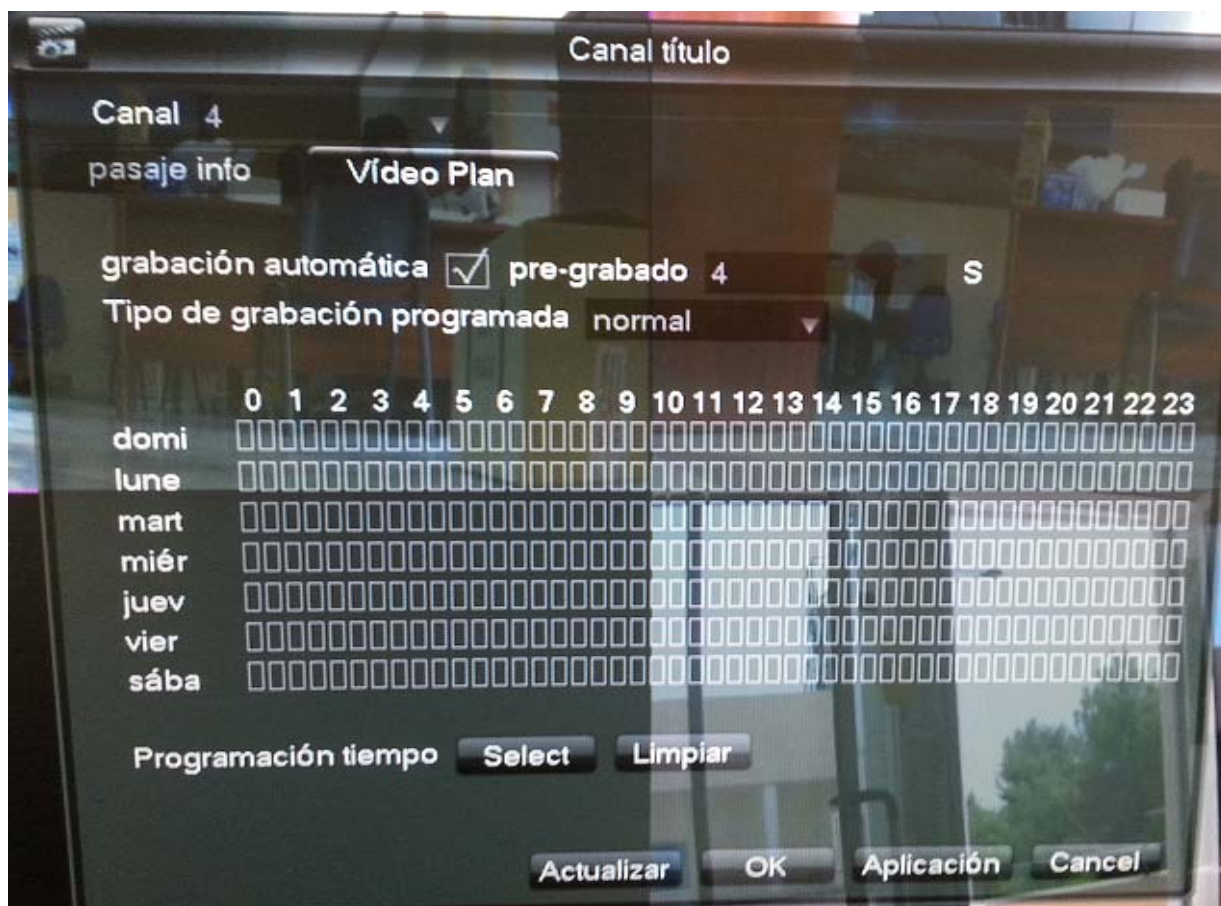 Canal título
Canal 4
pasaje info Vídeo Plan
grabación automática pre-grabado 4 S
Tipo de grabación programada normal
0 1 2 3 4 5 6 7 8 9 10 11 12 13 14 15 16 17 18 19 20 21 22 23
domi
lune
mart
miér
juev
vier
sába
Programación tiempo Select Limpiar
Actualizar OK Aplicación Cancel